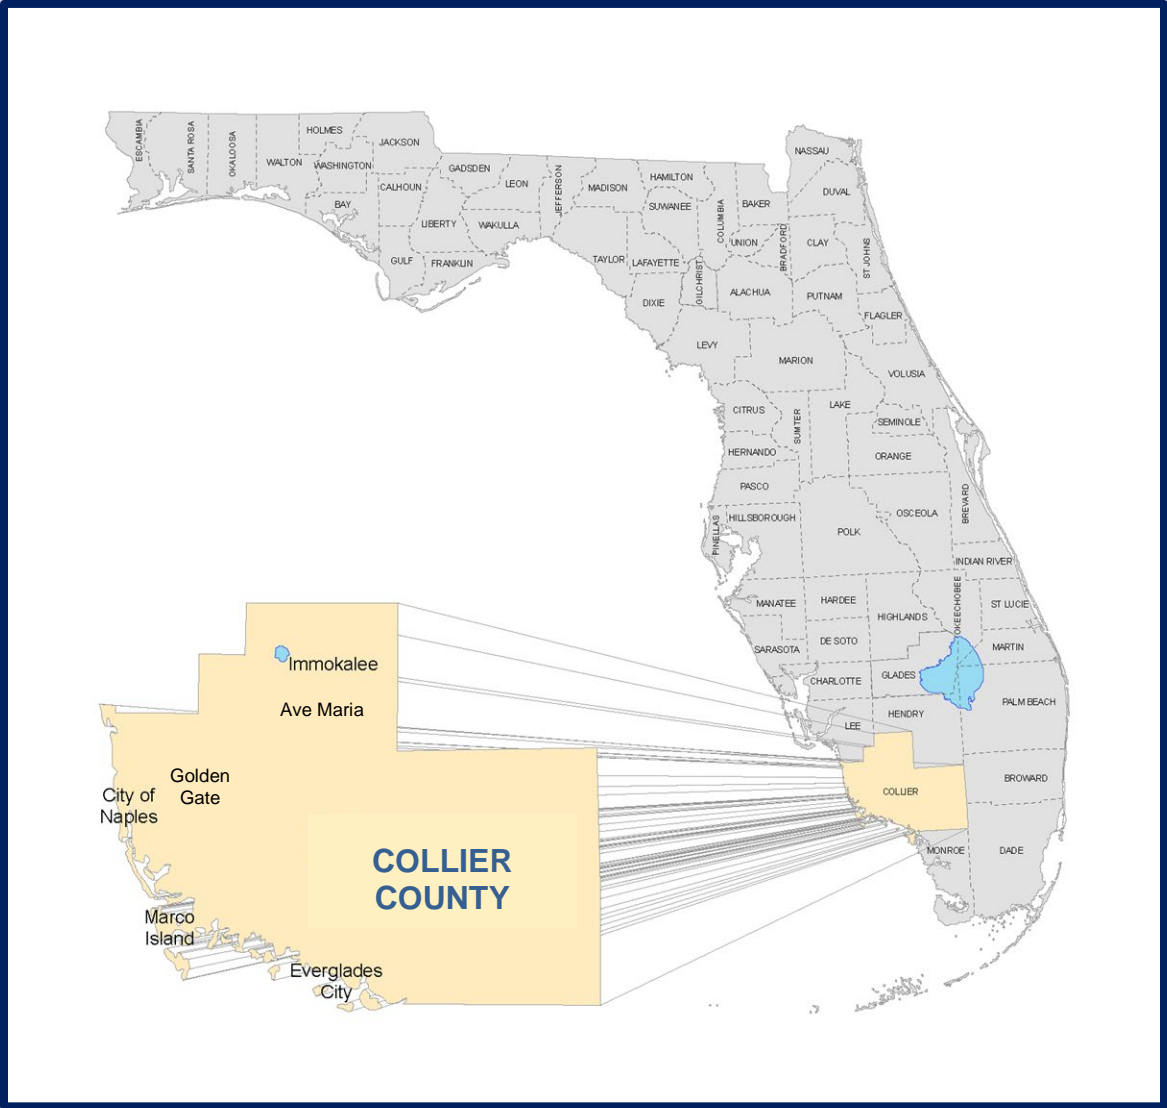 ESCAMBIA
SANTA ROSA
OKALOOSA
WALTON
HOLMES
WASHINGTON
JACKSON
BAY
CALHOUN
GULF
LIBERTY
FRANKLIN
GADSDEN
LEON
WAKULLA
JEFFERSON
MADISON
TAYLOR
HAMILTON
SUWANEE
LAFAYETTE
DIXIE
COLUMBIA
GILCHRIST
BAKER
UNION
BRADFORD
ALACHUA
NASSAU
DUVAL
CLAY
ST JOHNS
PUTNAM
FLAGLER
LEVY
MARION
VOLUSIA
CITRUS
SUMTER
LAKE
SEMINOLE
HERNANDO
ORANGE
PASCO
PINELLAS
HILLSBOROUGH
POLK
OSCEOLA
BREVARD
INDIAN RIVER
MANATEE
HARDEE
HIGHLANDS
OKEECHOBEE
ST LUCIE
SARASOTA
DE SOTO
MARTIN
CHARLOTTE
GLADES
PALM BEACH
LEE
HENDRY
COLLIER
BROWARD
MONROE
DADE
Immokalee
Ave Maria
Golden
Gate
City of
Naples
COLLIER
COUNTY
Marco
Island
Everglades
City